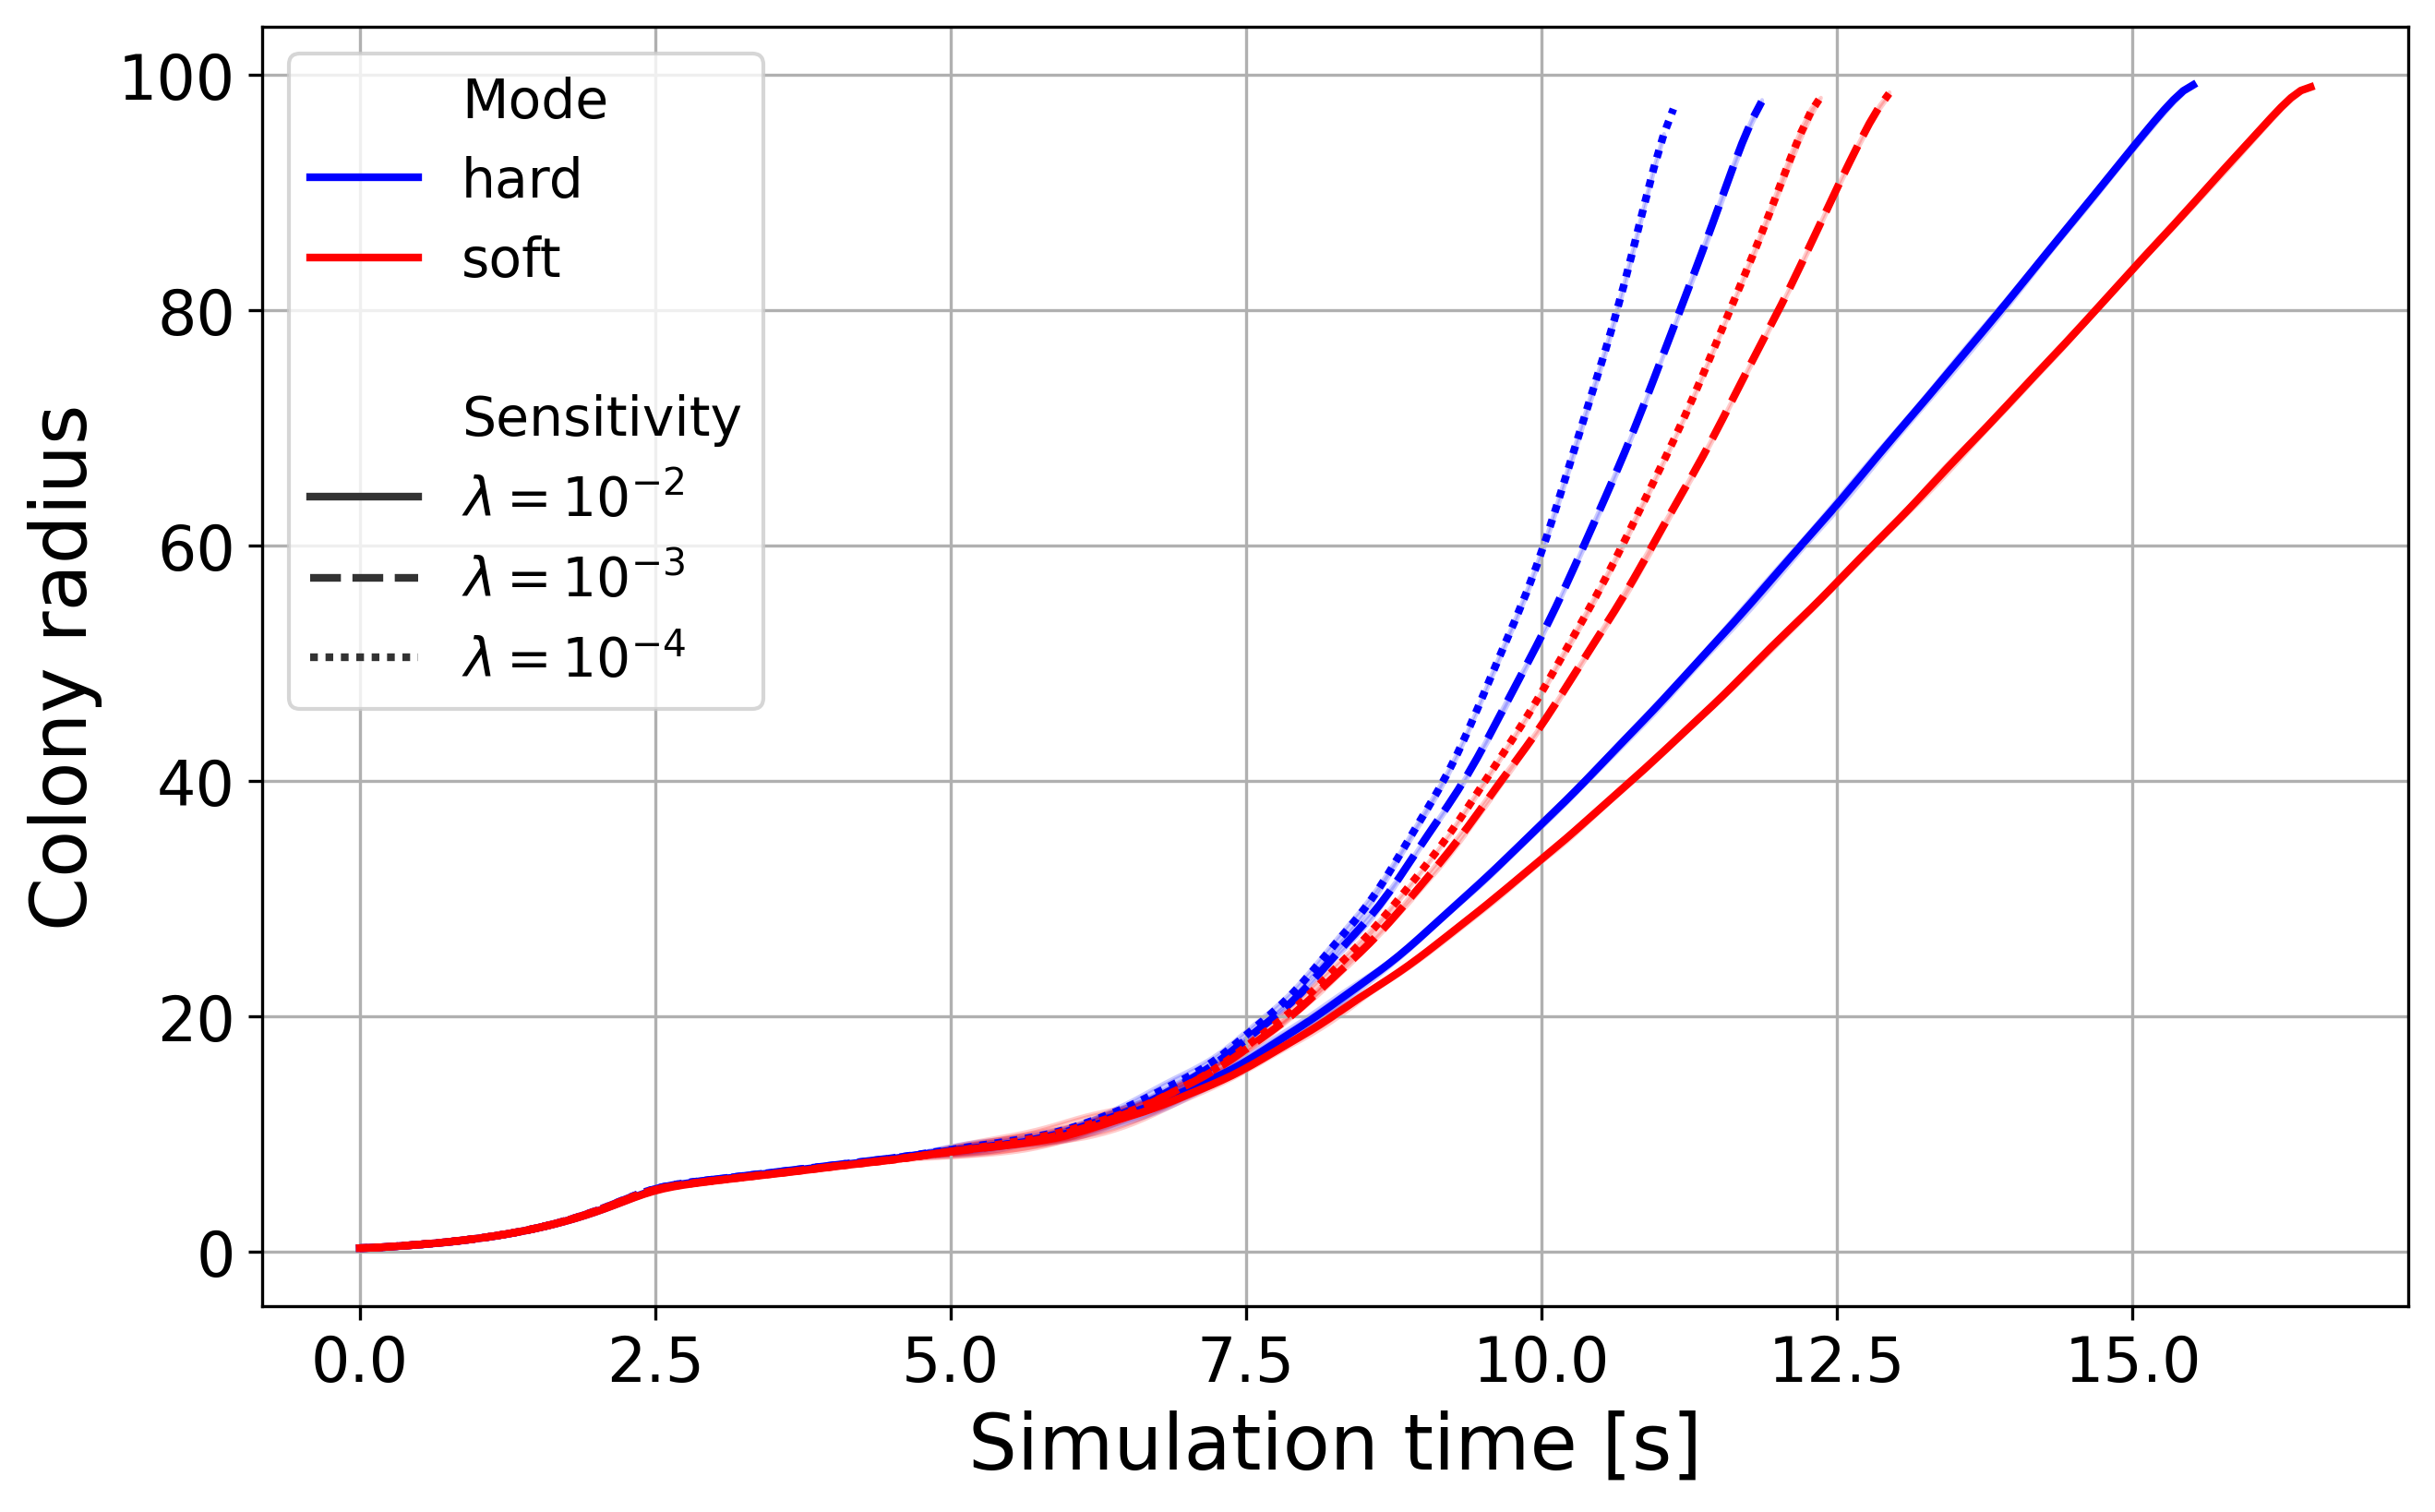 Mode
hard
soft
Sensitivity
λ = 10⁻²
λ = 10⁻³
λ = 10⁻⁴
Colony radius
100
80
60
40
20
0
0.0 2.5 5.0 7.5 10.0 12.5 15.0
Simulation time [s]